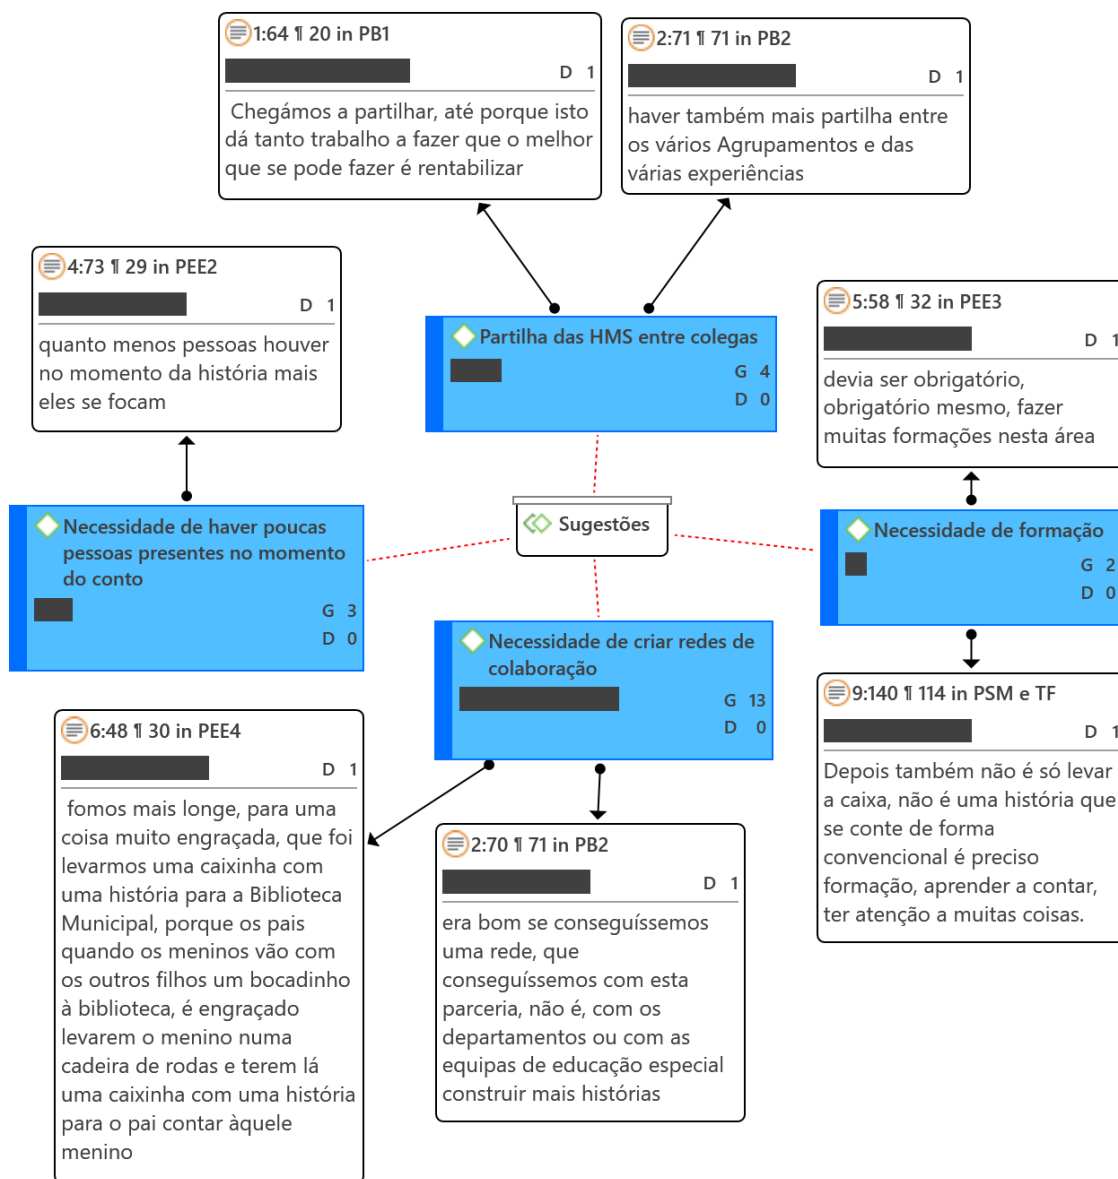 1:64 ¶ 20 in PB1
D 1
Chegámos a partilhar, até porque isto
dá tanto trabalho a fazer que o melhor
que se pode fazer é rentabilizar
2:71 ¶ 71 in PB2
D 1
haver também mais partilha entre
os vários Agrupamentos e das
várias experiências
4:73 ¶ 29 in PEE2
D 1
quanto menos pessoas houver
no momento da história mais
eles se focam
Partilha das HMS entre colegas
G 4
D 0
5:58 ¶ 32 in PEE3
D 1
devia ser obrigatório,
obrigatório mesmo, fazer
muitas formações nesta área
Necessidade de haver poucas
pessoas presentes no momento
do conto
G 3
D 0
Sugestões
Necessidade de formação
G 2
D 0
Necessidade de criar redes de
colaboração
G 13
D 0
6:48 ¶ 30 in PEE4
D 1
fomos mais longe, para uma
coisa muito engraçada, que foi
levarmos uma caixinha com
uma história para a Biblioteca
Municipal, porque os pais
quando os meninos vão com
os outros filhos um bocadinho
à biblioteca, é engraçado
levarem o menino numa
cadeira de rodas e terem lá
uma caixinha com uma história
para o pai contar àquele
menino
2:70 ¶ 71 in PB2
D 1
era bom se conseguíssemos
uma rede, que
conseguíssemos com esta
parceria, não é, com os
departamentos ou com as
equipas de educação especial
construir mais histórias
9:140 ¶ 114 in PSM e TF
D 1
Depois também não é só levar
a caixa, não é uma história que
se conte de forma
convencional é preciso
formação, aprender a contar,
ter atenção a muitas coisas.